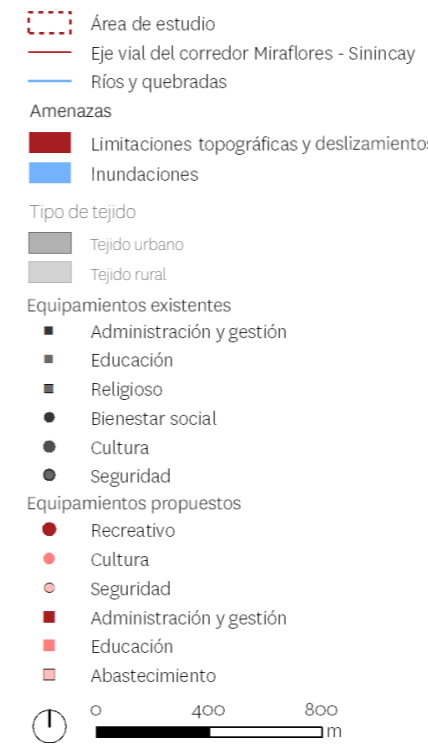 Área de estudio
Eje vial del corredor Miraflores - Sinincay
Ríos y quebradas
Amenazas
Limitaciones topográficas y deslizamientos
Inundaciones
Tipo de tejido
Tejido urbano
Tejido rural
Equipamientos existentes
Administración y gestión
Educación
Religioso
Bienestar social
Cultura
Seguridad
Equipamientos propuestos
Recreativo
Cultura
Seguridad
Administración y gestión
Educación
Abastecimiento
0 400 800
m